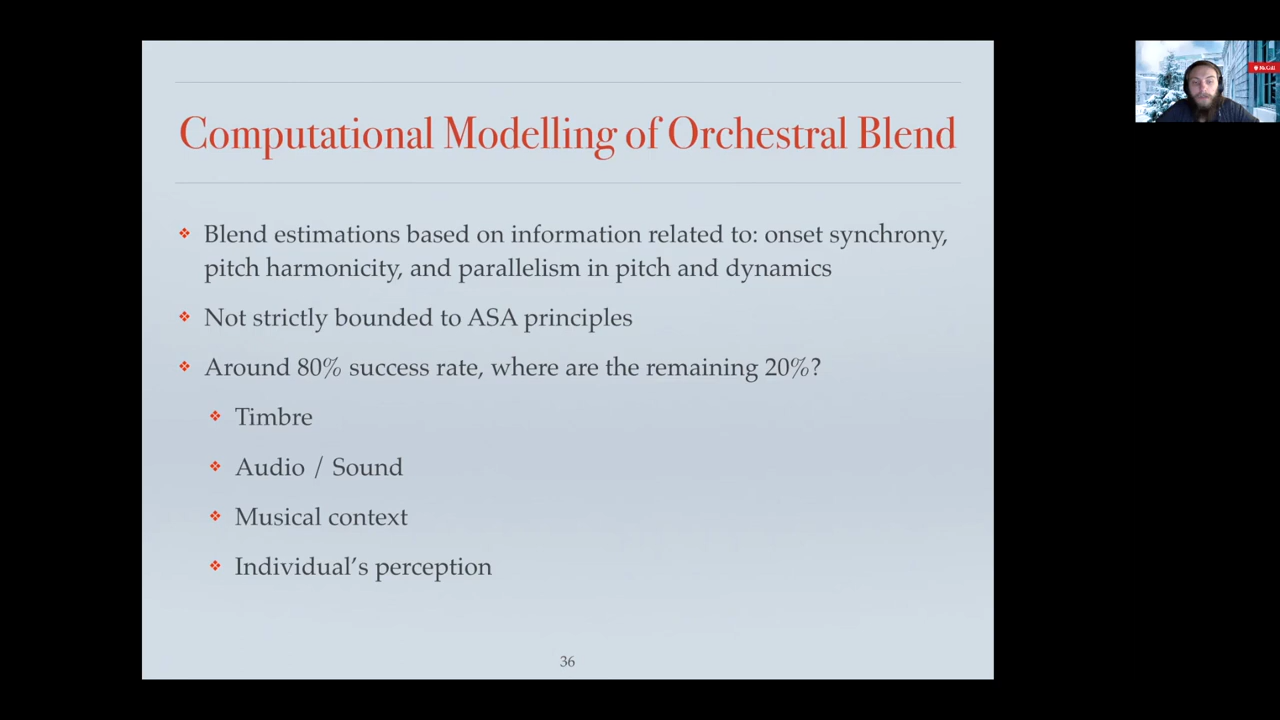 Computational Modelling of Orchestral Blend
Blend estimations based on information related to: onset synchrony,
pitch harmonicity, and parallelism in pitch and dynamics
Not strictly bounded to ASA principles
Around 80% success rate, where are the remaining 20%?
Timbre
Audio / Sound
Musical context
Individual’s perception
36
McGill